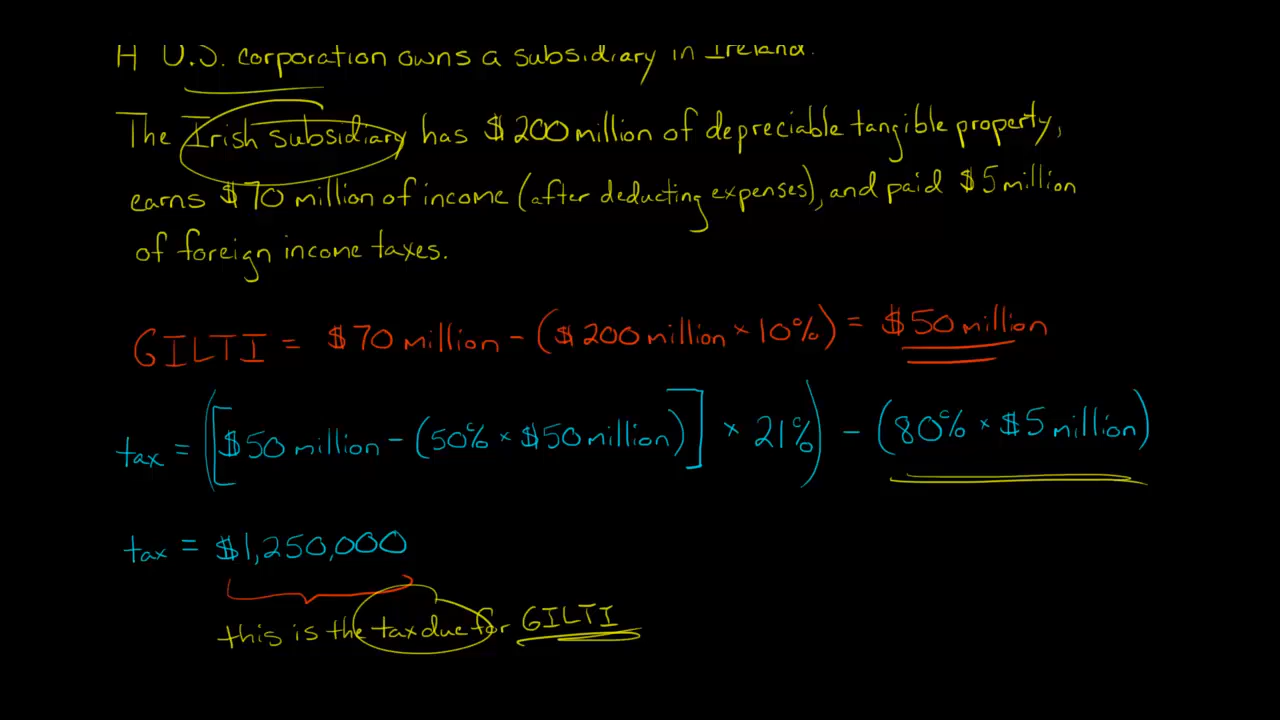 A U.S. corporation owns a subsidiary in Ireland.
The Irish subsidiary has $200 million of depreciable tangible property,
earns $70 million of income (after deducting expenses), and paid $5 million
of foreign income taxes.
GILTI = $70 million - ($200 million × 10%) = $50 million
tax = ([$50 million - (50% × $50 million)] × 21%) - (80% × $5 million)
tax = $1,250,000
this is the tax due for GILTI